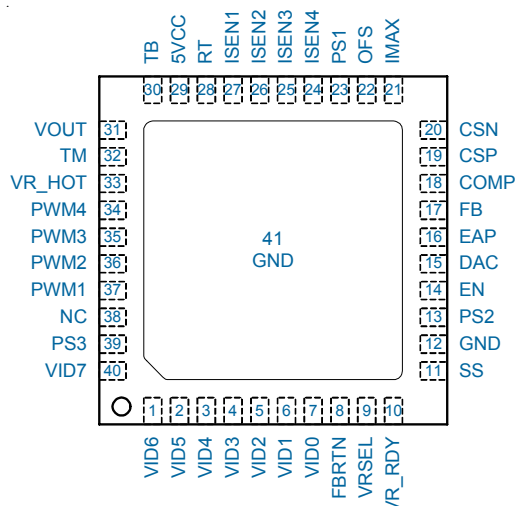 TB 5VCC RT ISEN1 ISEN2 ISEN3 ISEN4 PS1 OFS IMAX
30 29 28 27 26 25 24 23 22 21
VOUT 31 20 CSN
TM 32 19 CSP
VR_HOT 33 18 COMP
PWM4 34 17 FB
PWM3 35 16 EAP
PWM2 36 15 DAC
PWM1 37 14 EN
NC 38 13 PS2
PS3 39 12 GND
VID7 40 11 SS
41
GND
1 2 3 4 5 6 7 8 9 10
VID6 VID5 VID4 VID3 VID2 VID1 VID0 FBRTN VRSEL VR_RDY